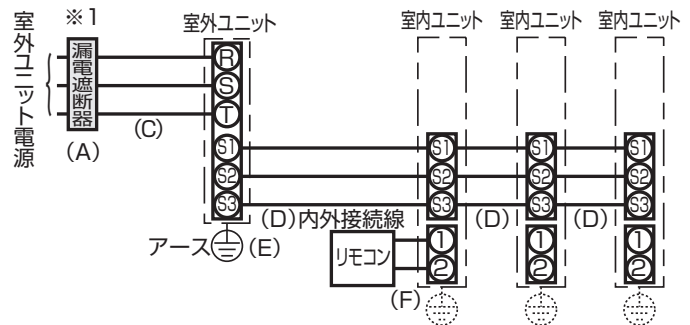 ※1
室外ユニット電源
漏電遮断器
(A)
(C)
室外ユニット
R
S
T
S1
S2
S3
アース
(E)
(D)内外接続線
リモコン
(F)
室内ユニット
S1
S2
S3
1
2
(D)
室内ユニット
S1
S2
S3
1
2
(D)
室内ユニット
S1
S2
S3
1
2